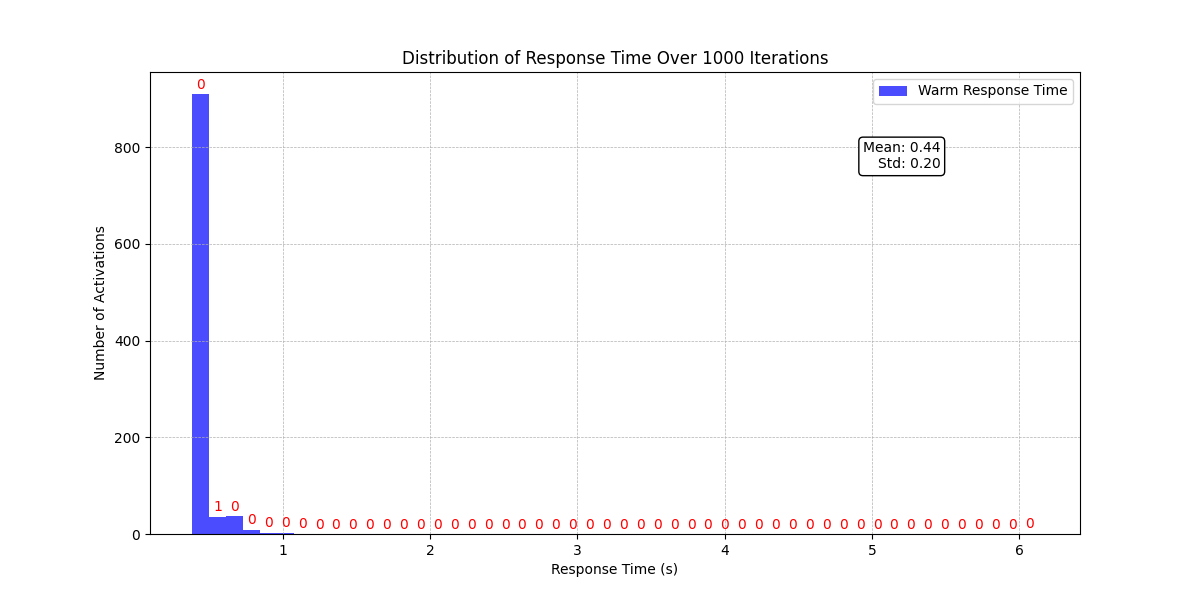 Distribution of Response Time Over 1000 Iterations
Warm Response Time
Mean: 0.44
Std: 0.20
Number of Activations
800
600
400
200
0
0
1 0 0 0 0 0 0 0 0 0 0 0 0 0 0 0 0 0 0 0 0 0 0 0 0 0 0 0 0 0 0 0 0 0 0 0 0 0 0 0 0 0 0 0 0 0 0 0
1 2 3 4 5 6
Response Time (s)